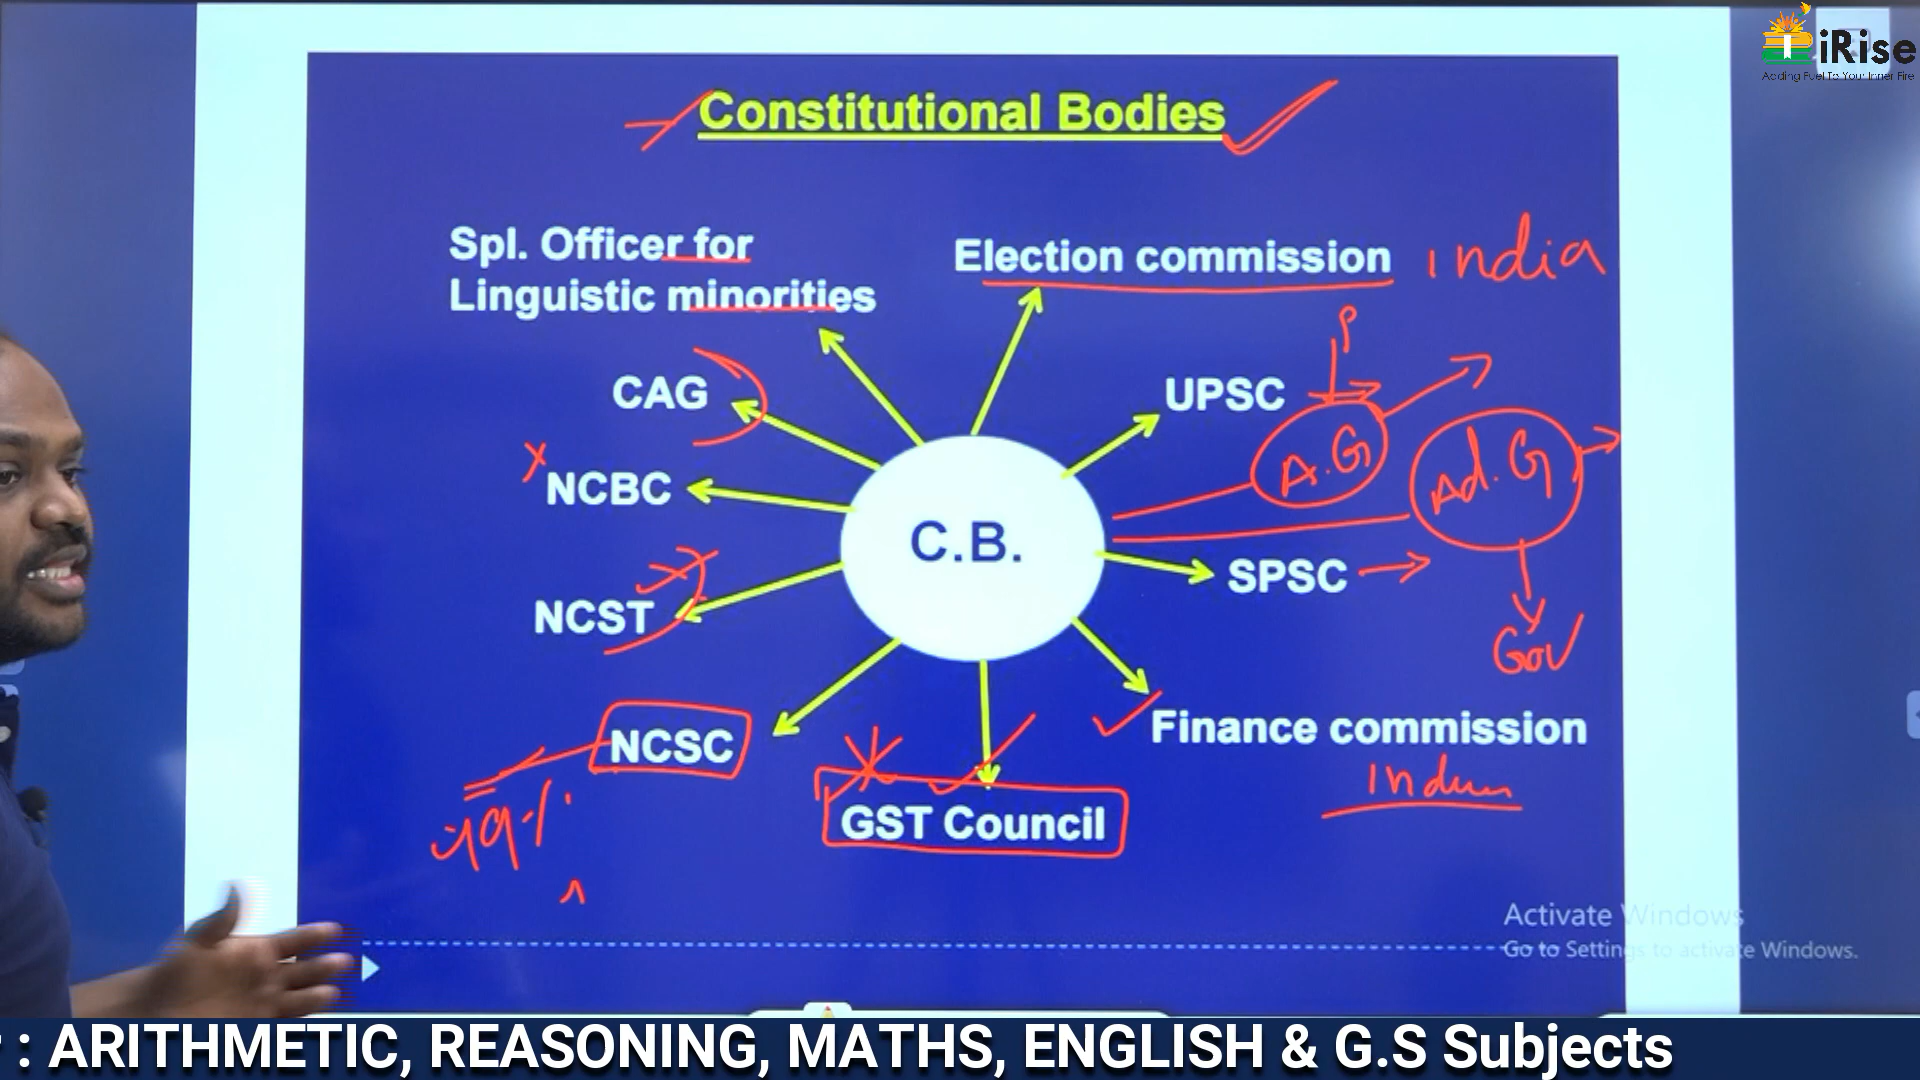 iRise
Adding Fuel To Your Inner Fire
Constitutional Bodies
Spl. Officer for
Linguistic minorities
Election commission india
P
CAG
UPSC
A.G
Ad.G
NCBC
C.B.
NCST
SPSC
Gov
NCSC
Finance commission
GST Council
Activate Windows
Go to Settings to activate Windows.
: ARITHMETIC, REASONING, MATHS, ENGLISH & G.S Subjects